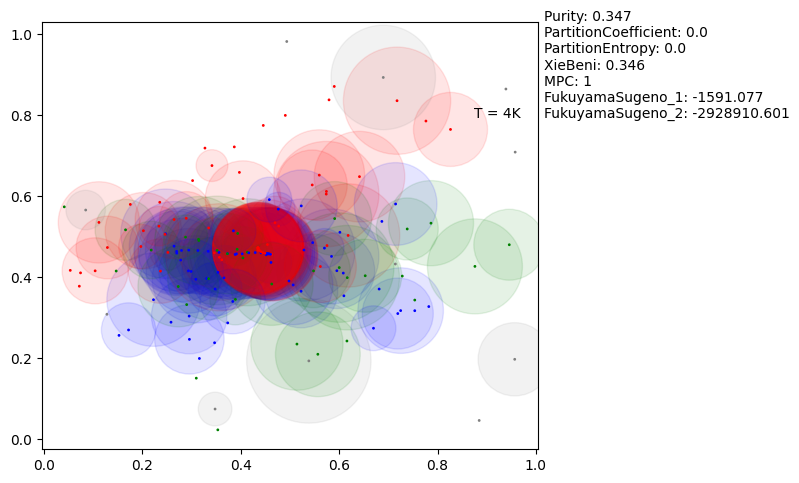 Purity: 0.347
PartitionCoefficient: 0.0
PartitionEntropy: 0.0
XieBeni: 0.346
MPC: 1
FukuyamaSugeno_1: -1591.077
FukuyamaSugeno_2: -2928910.601
T = 4K
1.0
0.8
0.6
0.4
0.2
0.0
0.0 0.2 0.4 0.6 0.8 1.0